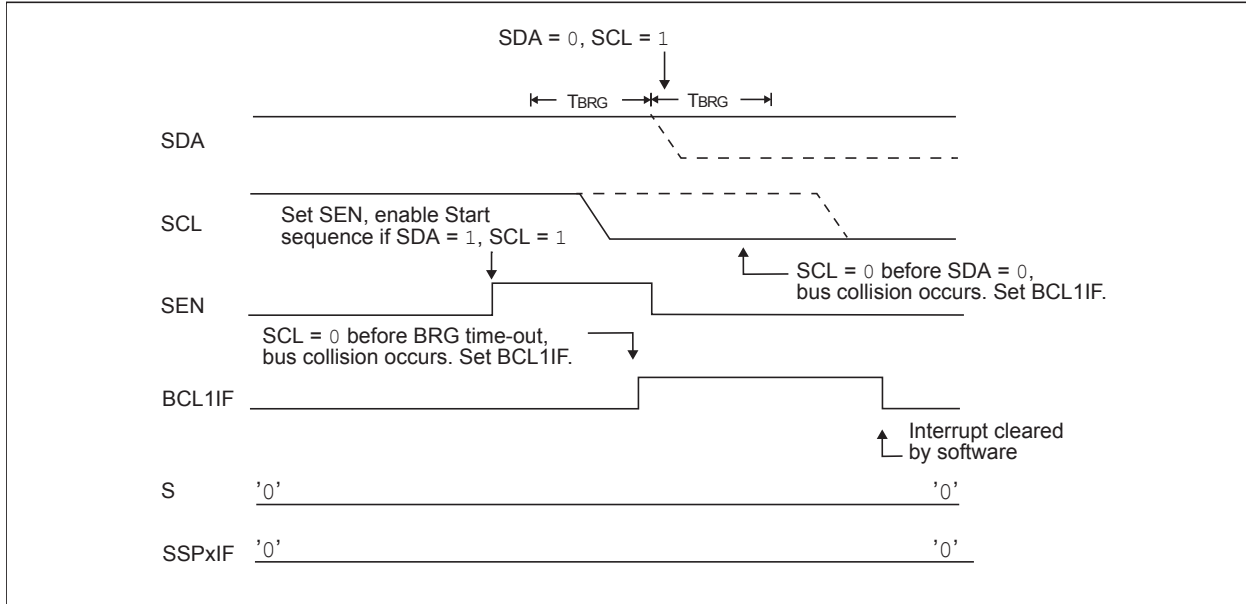 SDA = 0, SCL = 1
TBRG TBRG
SDA
SCL
Set SEN, enable Start
sequence if SDA = 1, SCL = 1
SCL = 0 before SDA = 0,
bus collision occurs. Set BCL1IF.
SEN
SCL = 0 before BRG time-out,
bus collision occurs. Set BCL1IF.
BCL1IF
Interrupt cleared
by software
S '0' '0'
SSPxIF '0' '0'